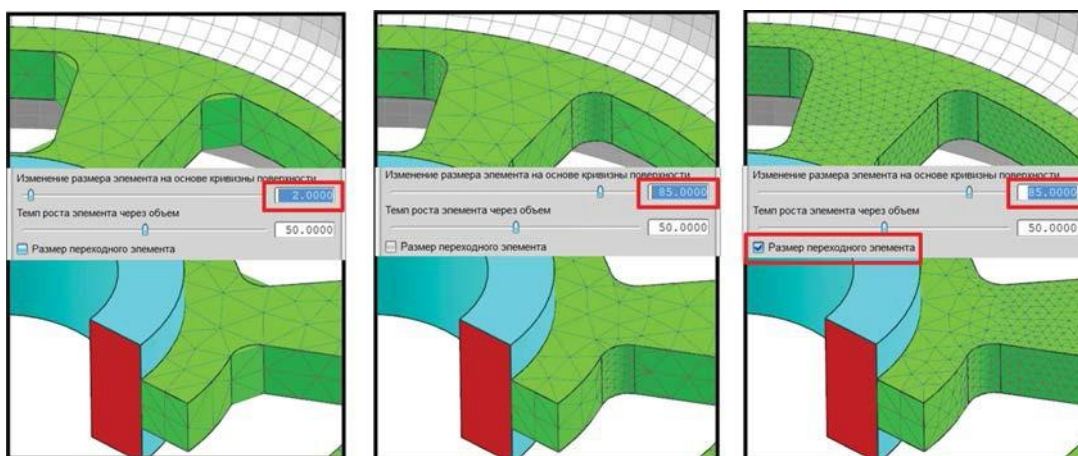 Изменение размера элемента на основе кривизны поверхности
2.0000
Темп роста элемента через объем
50.0000
Размер переходного элемента
Изменение размера элемента на основе кривизны поверхности
85.0000
Темп роста элемента через объем
50.0000
Размер переходного элемента
Изменение размера элемента на основе кривизны поверхности
85.0000
Темп роста элемента через объем
50.0000
Размер переходного элемента